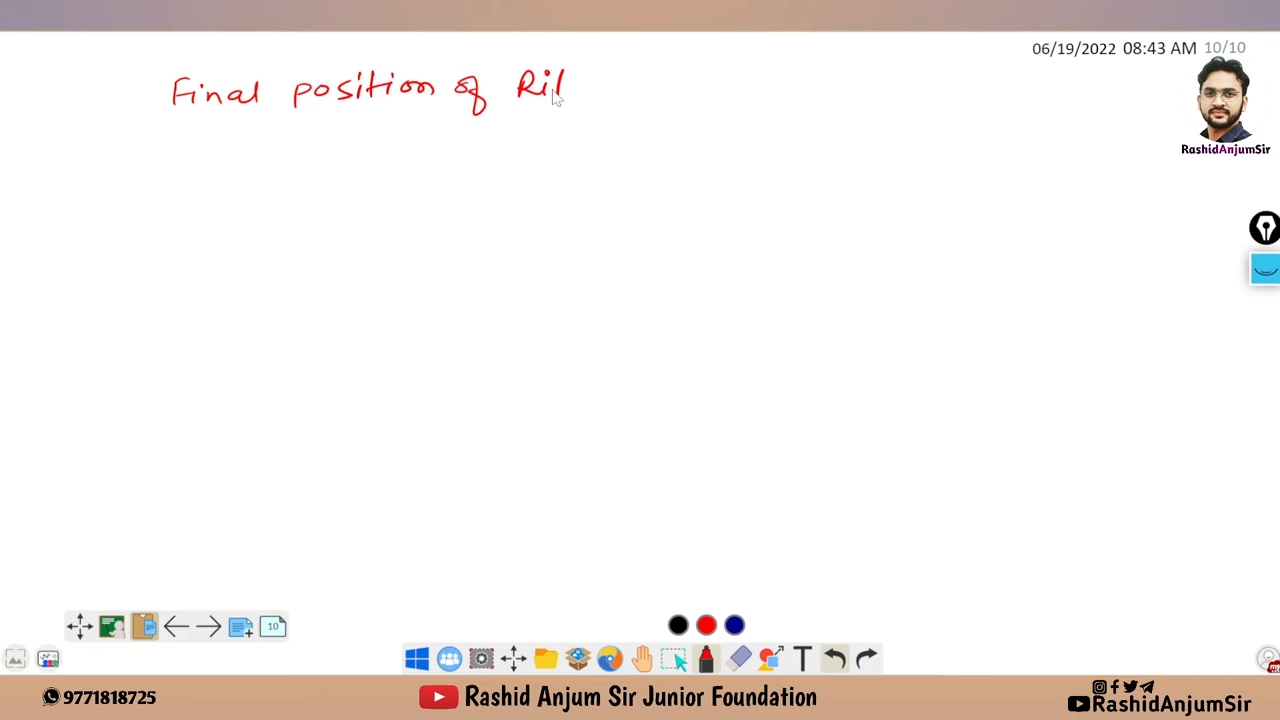 06/19/2022 08:43 AM 10/10
Final position of Ril
RashidAnjumSir
10
T
9771818725
Rashid Anjum Sir Junior Foundation
RashidAnjumSir